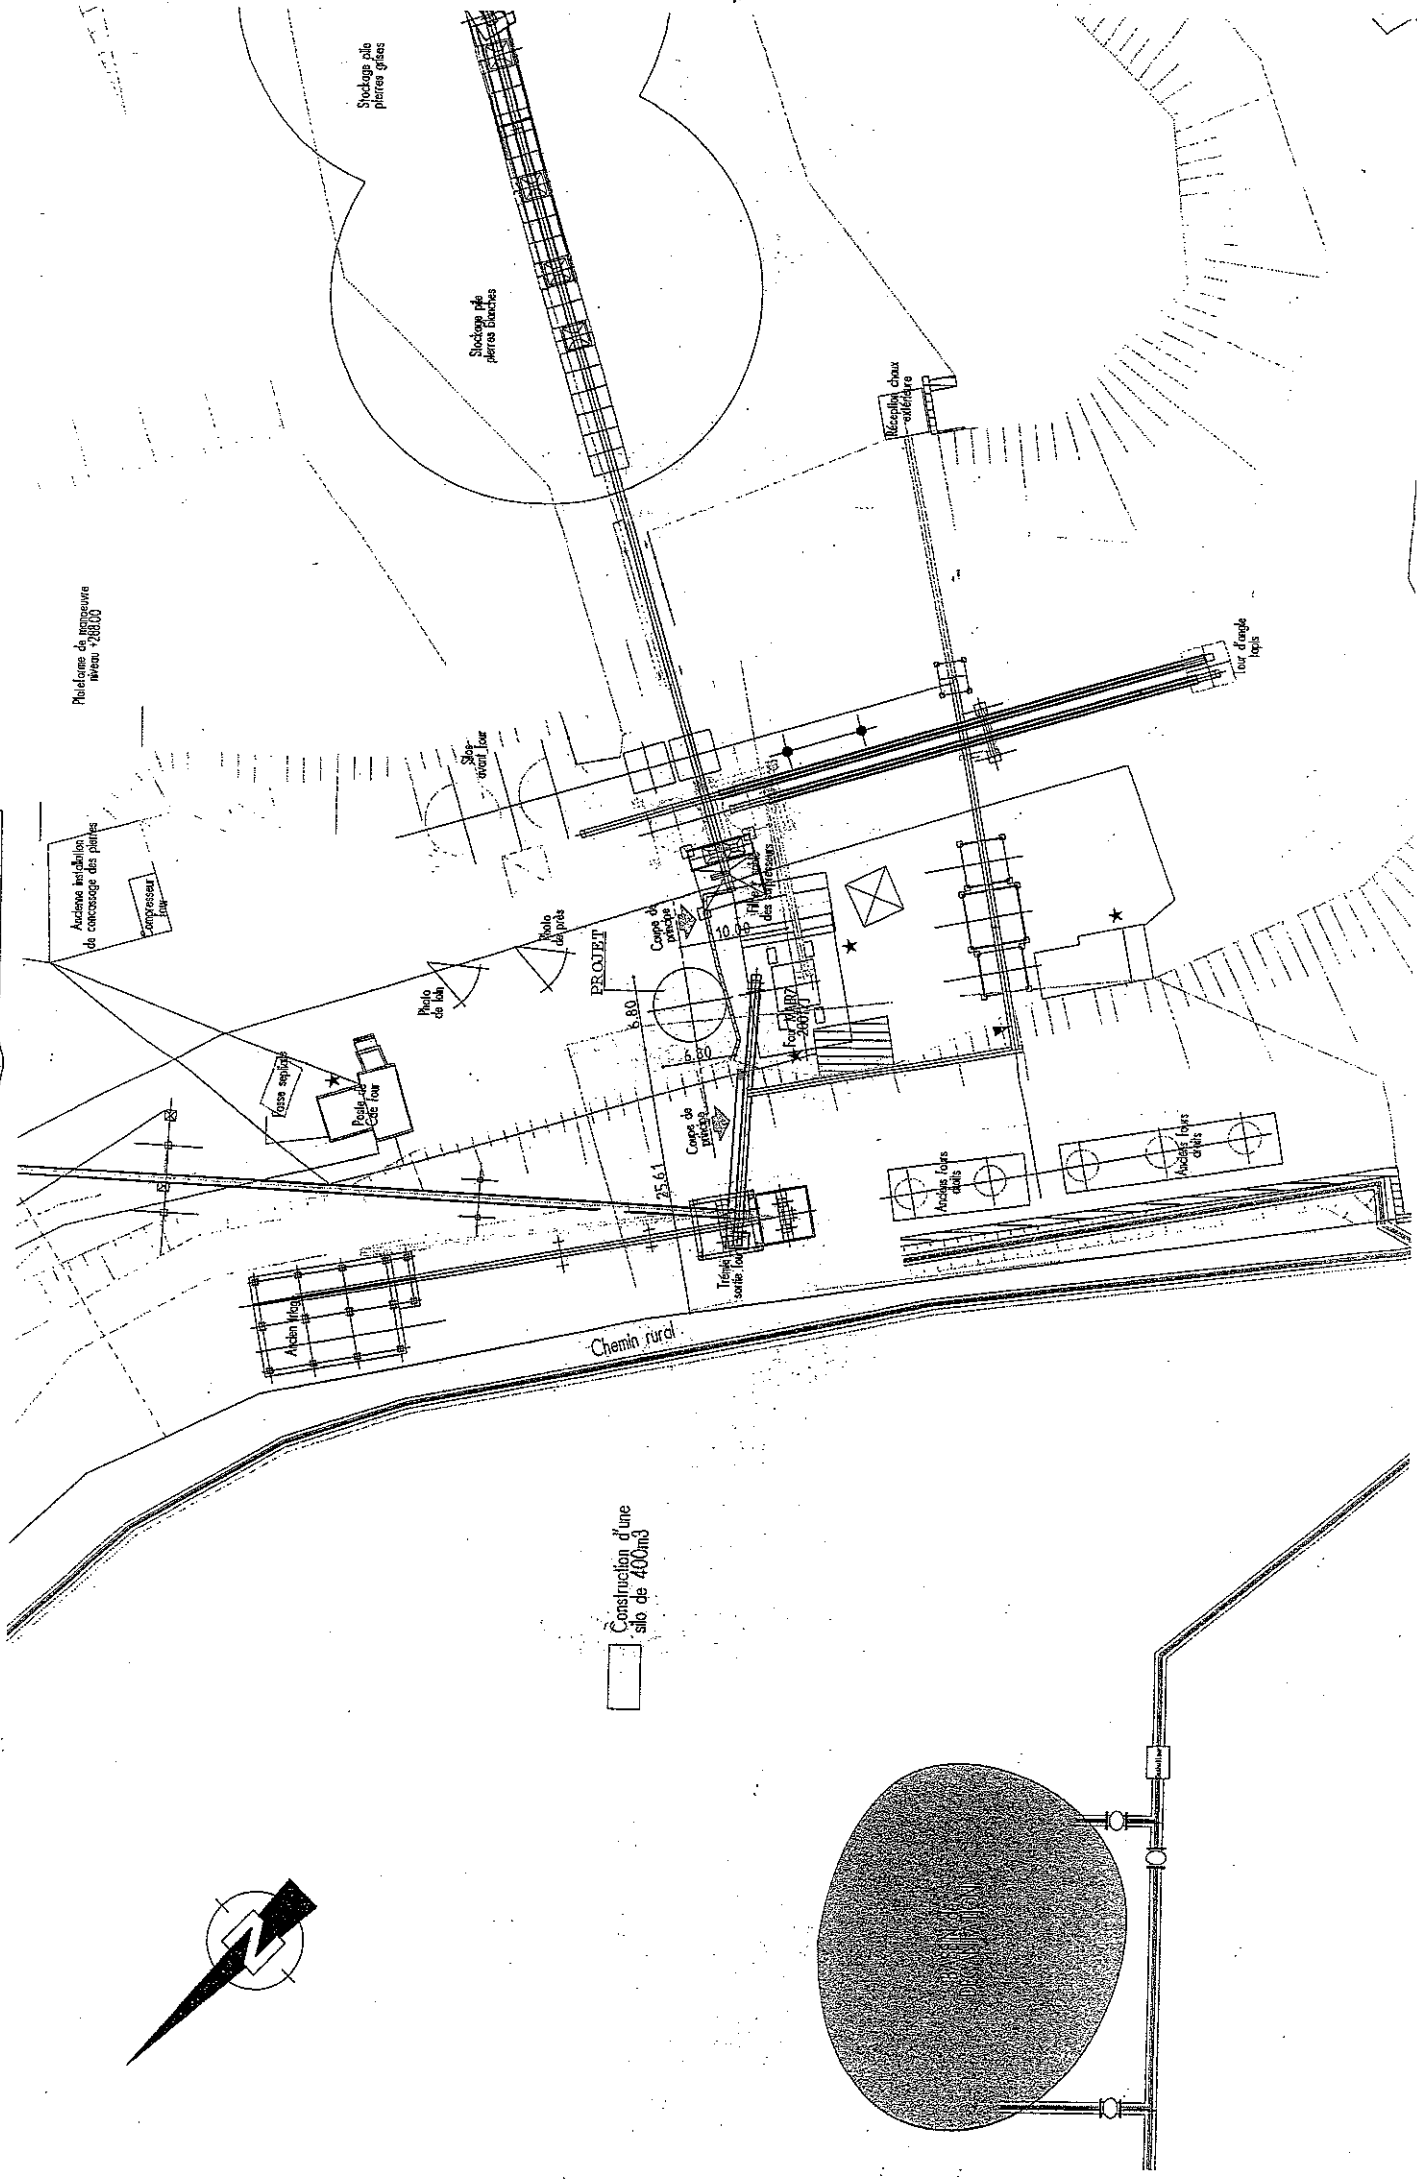 Stockage pile
pierres grises
Stockage pile
pierres blanches
Réception chaux
extérieure
Plateforme de manoeuvre
niveau +288.00
Tour d'angle
tapis
Silos
avant four
Ancienne installation
de concassage des pierres
Compresseur
four
Photo
de près
Photo
de loin
PROJET
Coupe de
principe
10.00
des compresseurs
6.80
6.80
Four MAERZ
Fosse septique
Poste de
Cde four
Coupe de
principe
25.61
Anciens fours
droits
Anciens fours
droits
Trémie
sortie four
Ancien triage
Chemin rural
Construction d'une
silo de 400m3
N